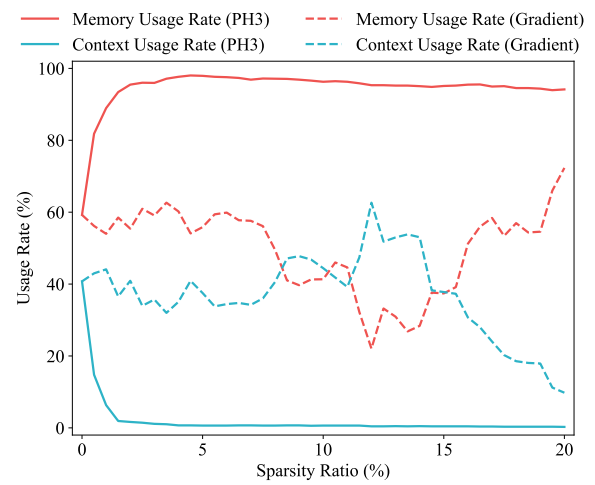 Memory Usage Rate (PH3)
Memory Usage Rate (Gradient)
Context Usage Rate (PH3)
Context Usage Rate (Gradient)
100
80
60
40
20
0
Usage Rate (%)
0
5
10
15
20
Sparsity Ratio (%)